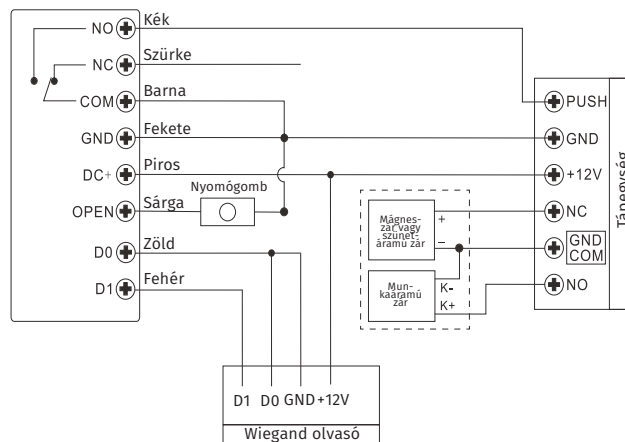 NO Kék
NC Szürke
COM Barna
GND Fekete
DC+ Piros
OPEN Sárga
D0 Zöld
D1 Fehér
Nyomógomb
PUSH
GND
+12V
NC
GND
COM
NO
Tápegység
Mágnes-
zár vagy
szünet-
áramú zár
+
–
Mun-
kaáramú
zár
K-
K+
D1 D0 GND +12V
Wiegand olvasó